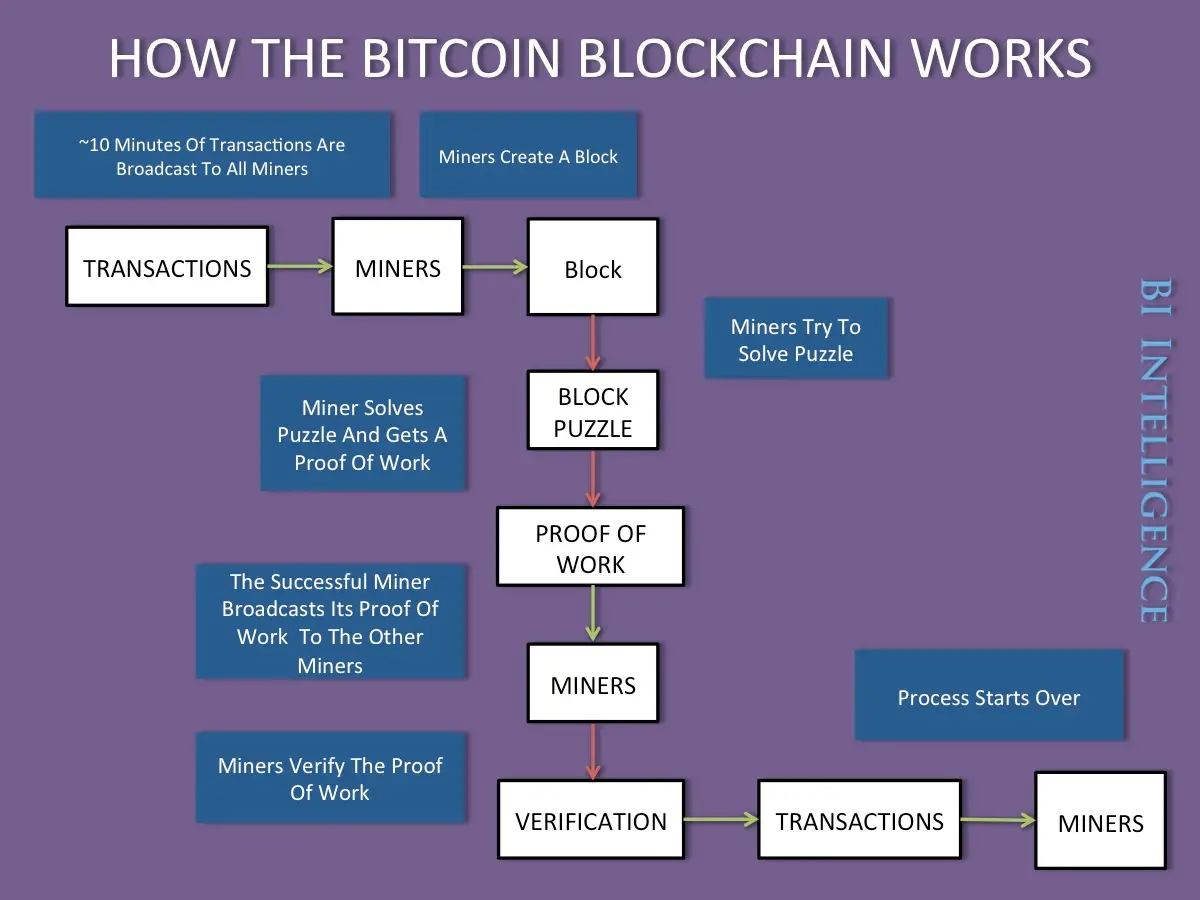 HOW THE BITCOIN BLOCKCHAIN WORKS
~10 Minutes Of Transactions Are
Broadcast To All Miners
Miners Create A Block
TRANSACTIONS
MINERS
Block
Miners Try To
Solve Puzzle
BLOCK
PUZZLE
Miner Solves
Puzzle And Gets A
Proof Of Work
PROOF OF
WORK
The Successful Miner
Broadcasts Its Proof Of
Work To The Other
Miners
MINERS
Process Starts Over
Miners Verify The Proof
Of Work
VERIFICATION
TRANSACTIONS
MINERS
BI INTELLIGENCE